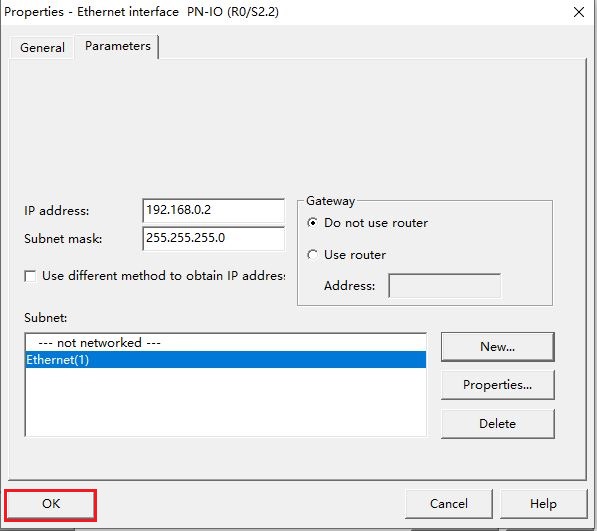 Properties - Ethernet interface  PN-IO (R0/S2.2)
General
Parameters
IP address:
192.168.0.2
Subnet mask:
255.255.255.0
Use different method to obtain IP address
Gateway
Do not use router
Use router
Address:
Subnet:
--- not networked ---
Ethernet(1)
New...
Properties...
Delete
OK
Cancel
Help